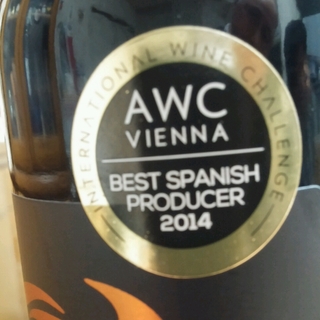 INTERNATIONAL WINE CHALLENGE
AWC
VIENNA
BEST SPANISH
PRODUCER
2014